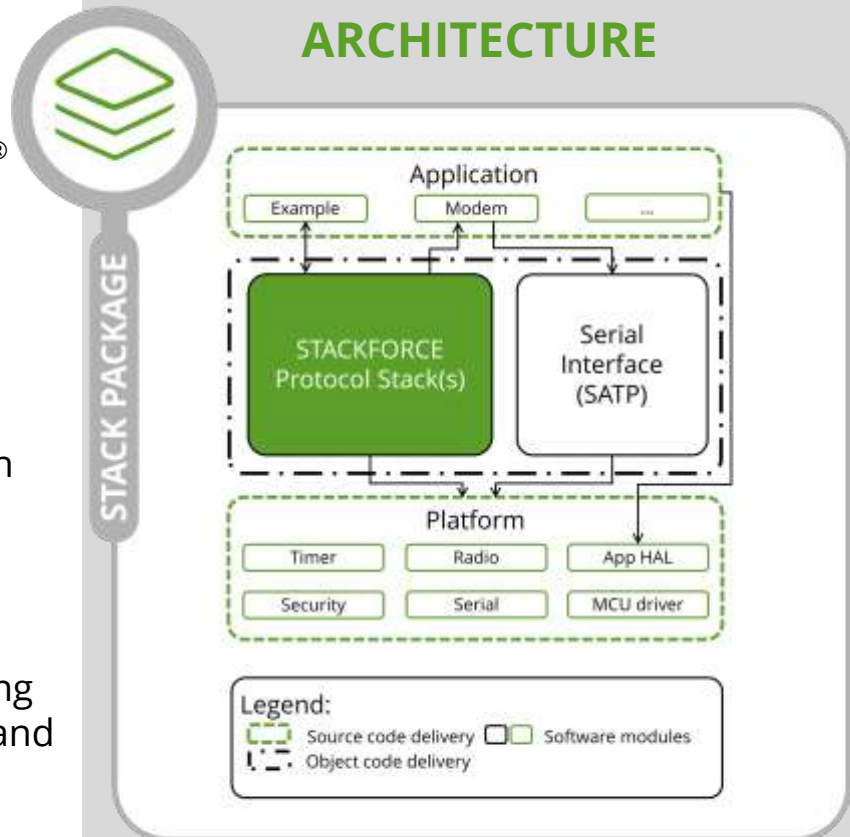 ARCHITECTURE
®
STACK PACKAGE
Application
Example
Modem
...
STACKFORCE
Protocol Stack(s)
Serial
Interface
(SATP)
Platform
Timer
Radio
App HAL
Security
Serial
MCU driver
Legend:
Source code delivery
Software modules
Object code delivery
and